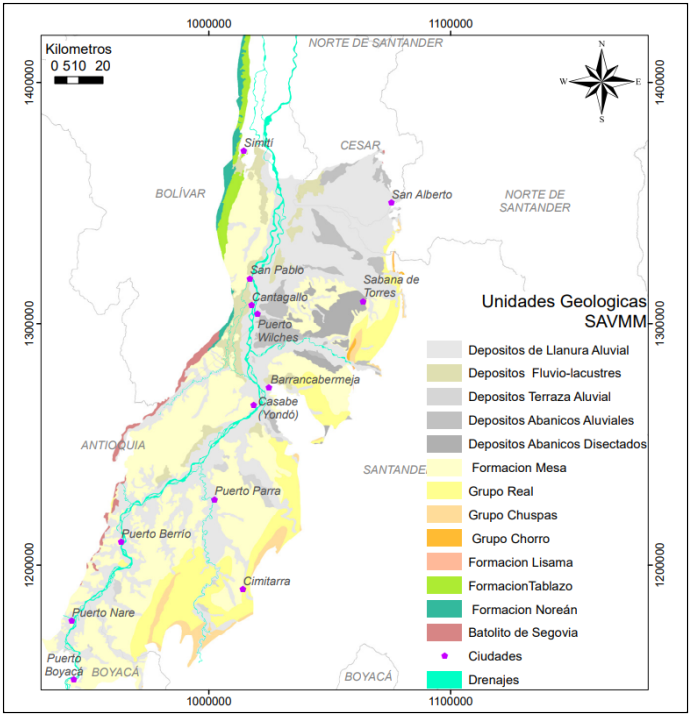 1000000
1100000
Kilometros
0 510 20
NORTE DE SANTANDER
N
W
E
S
1400000
1400000
Simití
CESAR
BOLÍVAR
San Alberto
NORTE DE
SANTANDER
San Pablo
Sabana de
Torres
Cantagallo
Puerto
Wilches
1300000
1300000
Unidades Geologicas
SAVMM
Depositos de Llanura Aluvial
Depositos Fluvio-lacustres
Depositos Terraza Aluvial
Depositos Abanicos Aluviales
Depositos Abanicos Disectados
Formacion Mesa
Grupo Real
Grupo Chuspas
Grupo Chorro
Formacion Lisama
FormacionTablazo
Formacion Noreán
Batolito de Segovia
Ciudades
Drenajes
Barrancabermeja
Casabe
(Yondó)
ANTIOQUIA
SANTANDER
Puerto Parra
Puerto Berrío
1200000
1200000
Cimitarra
Puerto Nare
Puerto
Boyacá
BOYACÁ
BOYACÁ
1000000
1100000